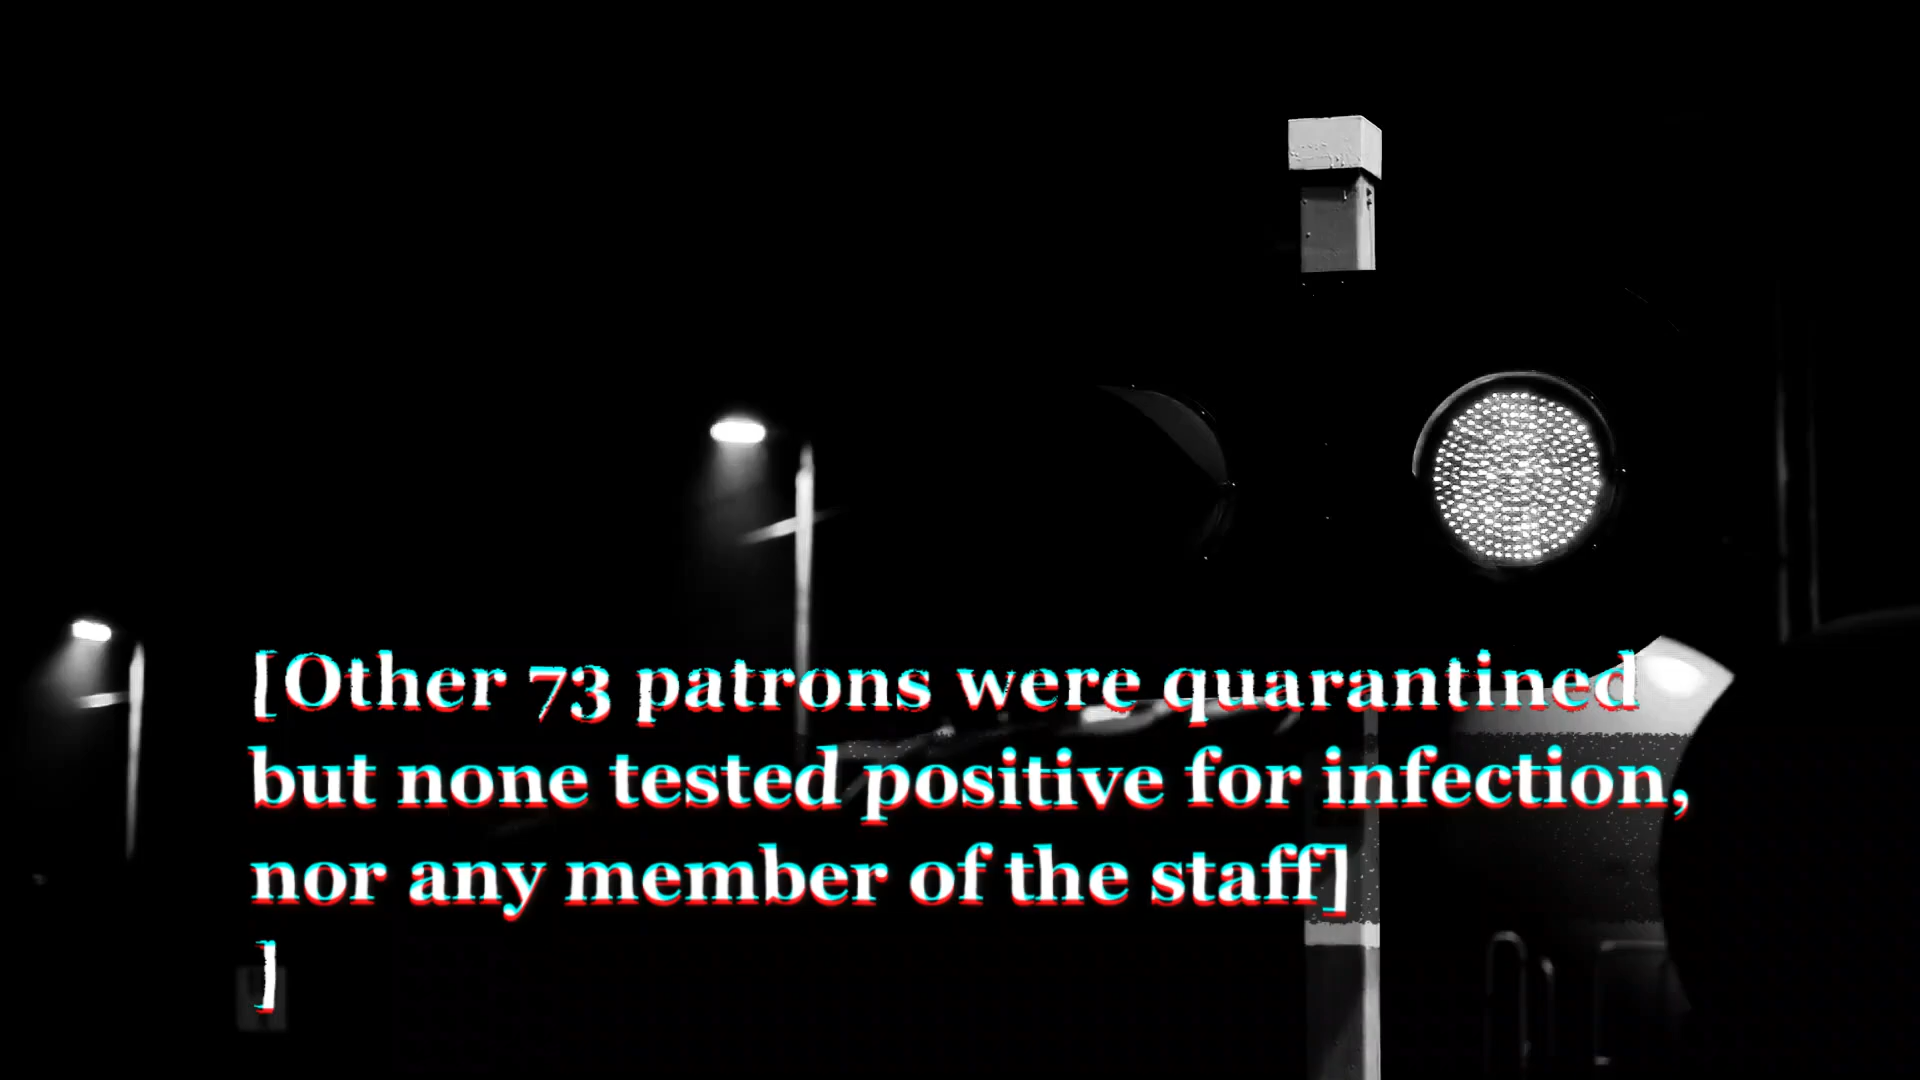 [Other 73 patrons were quarantined
but none tested positive for infection,
nor any member of the staff]
]